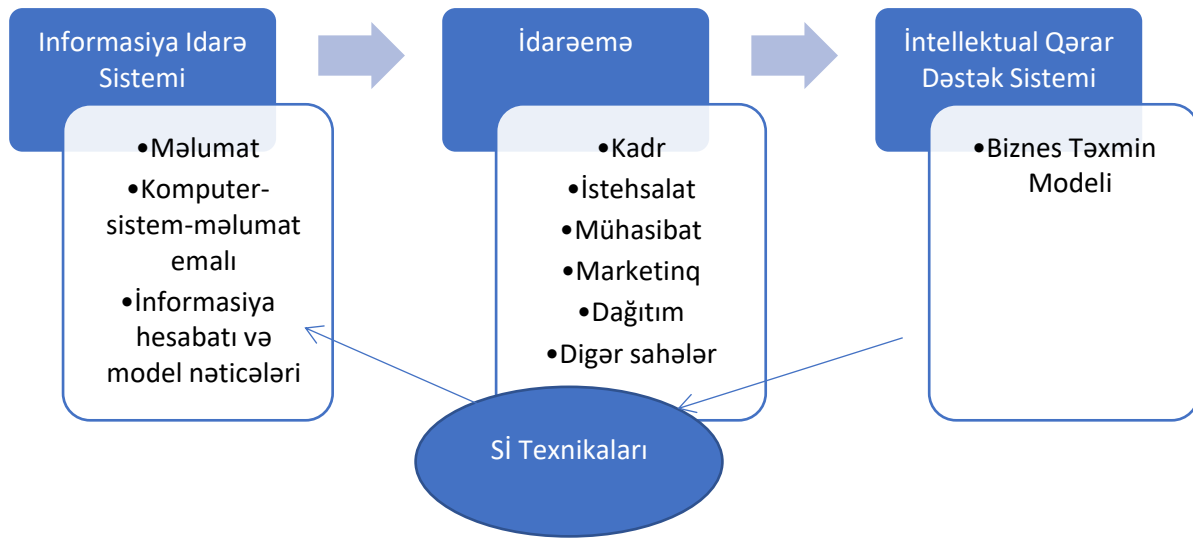 Informasiya Idarə
Sistemi
•Məlumat
•Komputer-
sistem-məlumat
emalı
•İnformasiya
hesabatı və
model nəticələri
İdarəemə
•Kadr
•İstehsalat
•Mühasibat
•Marketinq
•Dağıtım
•Digər sahələr
İntellektual Qərar
Dəstək Sistemi
•Biznes Təxmin
Modeli
Sİ Texnikaları